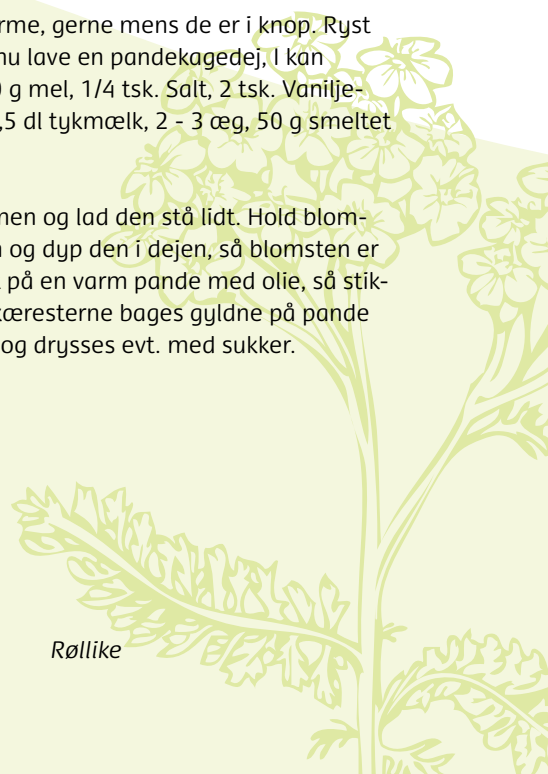 rme, gerne mens de er i knop. Ryst
nu lave en pandekagedej, I kan
g mel, 1/4 tsk. Salt, 2 tsk. Vanilje-
,5 dl tykmælk, 2 - 3 æg, 50 g smeltet
nen og lad den stå lidt. Hold blom-
og dyp den i dejen, så blomsten er
på en varm pande med olie, så stik-
kæresterne bages gyldne på pande
og drysses evt. med sukker.
Røllike